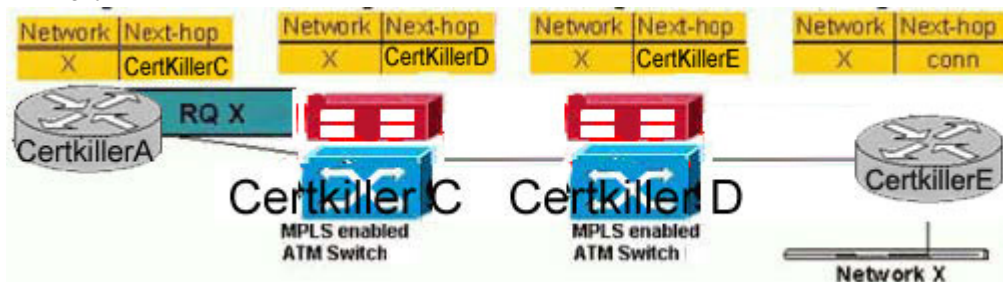 Network Next-hop
X CertKillerC
Network Next-hop
X CertKillerD
Network Next-hop
X CertKillerE
Network Next-hop
X conn
RQ X
CertkillerA
Certkiller C
MPLS enabled
ATM Switch
Certkiller D
MPLS enabled
ATM Switch
CertkillerE
Network X